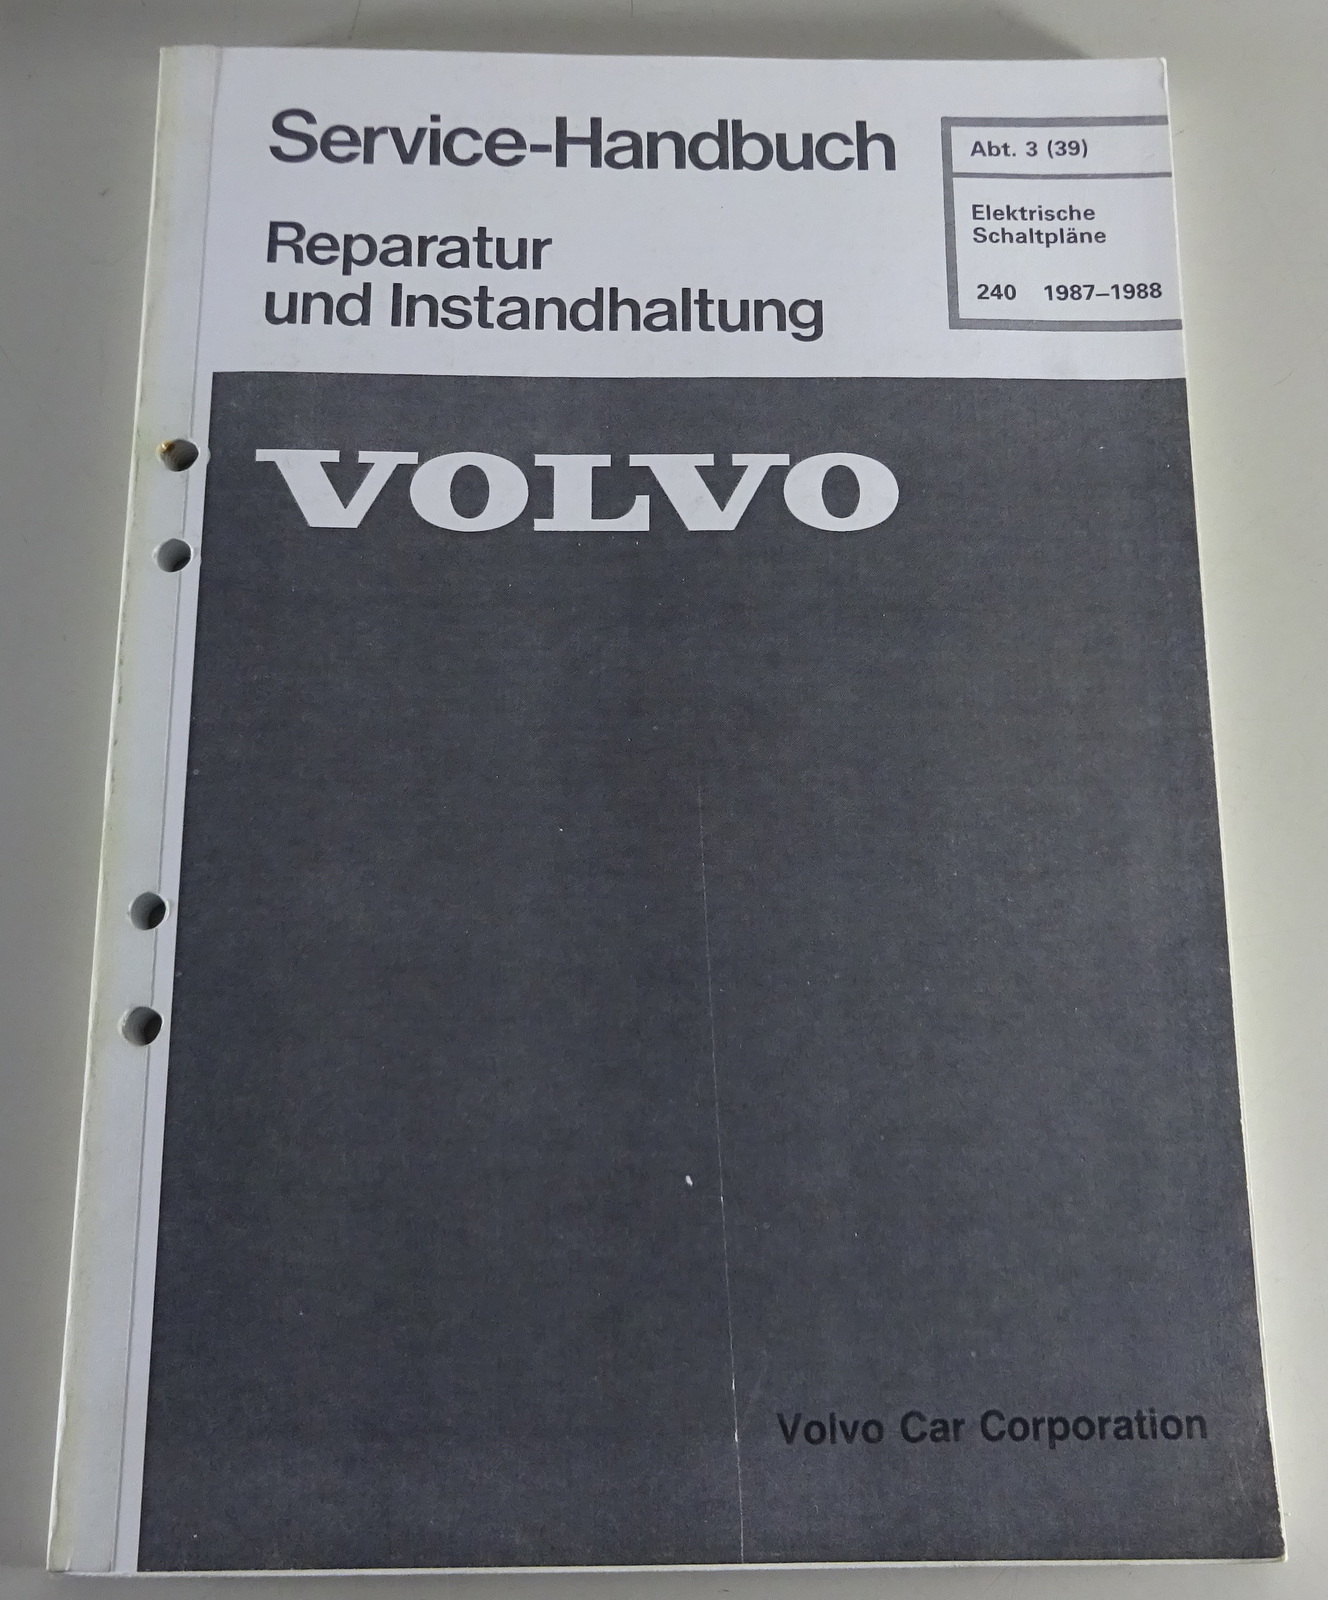 Service-Handbuch
Reparatur
und Instandhaltung
Abt. 3 (39)
Elektrische
Schaltpläne
240 1987–1988
VOLVO
Volvo Car Corporation